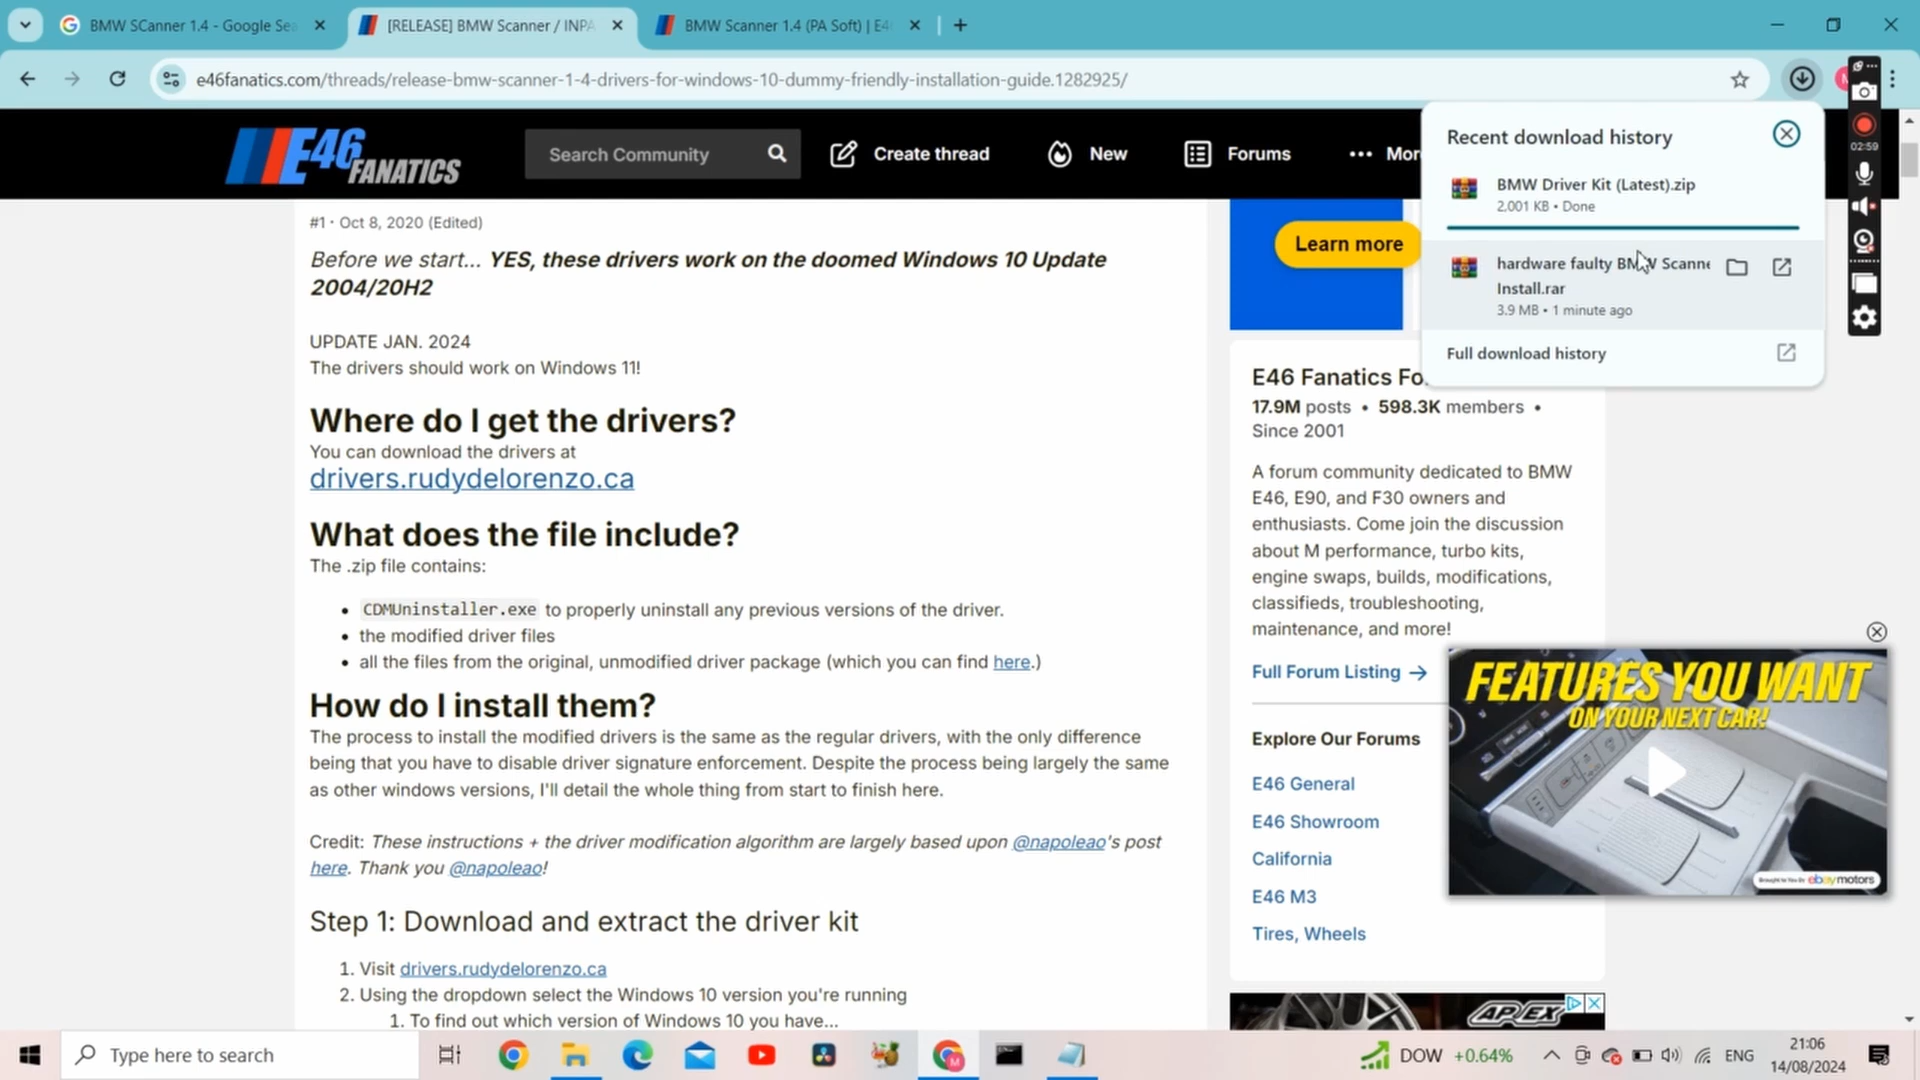 BMW SCanner 1.4 - Google Sea
[RELEASE] BMW Scanner / INPA
BMW Scanner 1.4 (PA Soft) | E4
e46fanatics.com/threads/release-bmw-scanner-1-4-drivers-for-windows-10-dummy-friendly-installation-guide.1282925/
E46 FANATICS
Search Community
Create thread
New
Forums
••• Mor
Recent download history
BMW Driver Kit (Latest).zip
2,001 KB • Done
hardware faulty BMW Scanne
Install.rar
3.9 MB • 1 minute ago
Full download history
02:59
#1 · Oct 8, 2020 (Edited)
Before we start... YES, these drivers work on the doomed Windows 10 Update
2004/20H2
UPDATE JAN. 2024
The drivers should work on Windows 11!
Where do I get the drivers?
You can download the drivers at
drivers.rudydelorenzo.ca
What does the file include?
The .zip file contains:
• CDMUninstaller.exe to properly uninstall any previous versions of the driver.
• the modified driver files
• all the files from the original, unmodified driver package (which you can find here.)
How do I install them?
The process to install the modified drivers is the same as the regular drivers, with the only difference
being that you have to disable driver signature enforcement. Despite the process being largely the same
as other windows versions, I'll detail the whole thing from start to finish here.
Credit: These instructions + the driver modification algorithm are largely based upon @napoleao's post
here. Thank you @napoleao!
Step 1: Download and extract the driver kit
1. Visit drivers.rudydelorenzo.ca
2. Using the dropdown select the Windows 10 version you're running
1. To find out which version of Windows 10 you have...
Learn more
E46 Fanatics Fo
17.9M posts • 598.3K members •
Since 2001
A forum community dedicated to BMW
E46, E90, and F30 owners and
enthusiasts. Come join the discussion
about M performance, turbo kits,
engine swaps, builds, modifications,
classifieds, troubleshooting,
maintenance, and more!
Full Forum Listing →
Explore Our Forums
E46 General
E46 Showroom
California
E46 M3
Tires, Wheels
FEATURES YOU WANT
ON YOUR NEXT CAR!
Brought to You By ebay motors
APEX
Type here to search
M
DOW +0.64%
ENG
21:06
14/08/2024